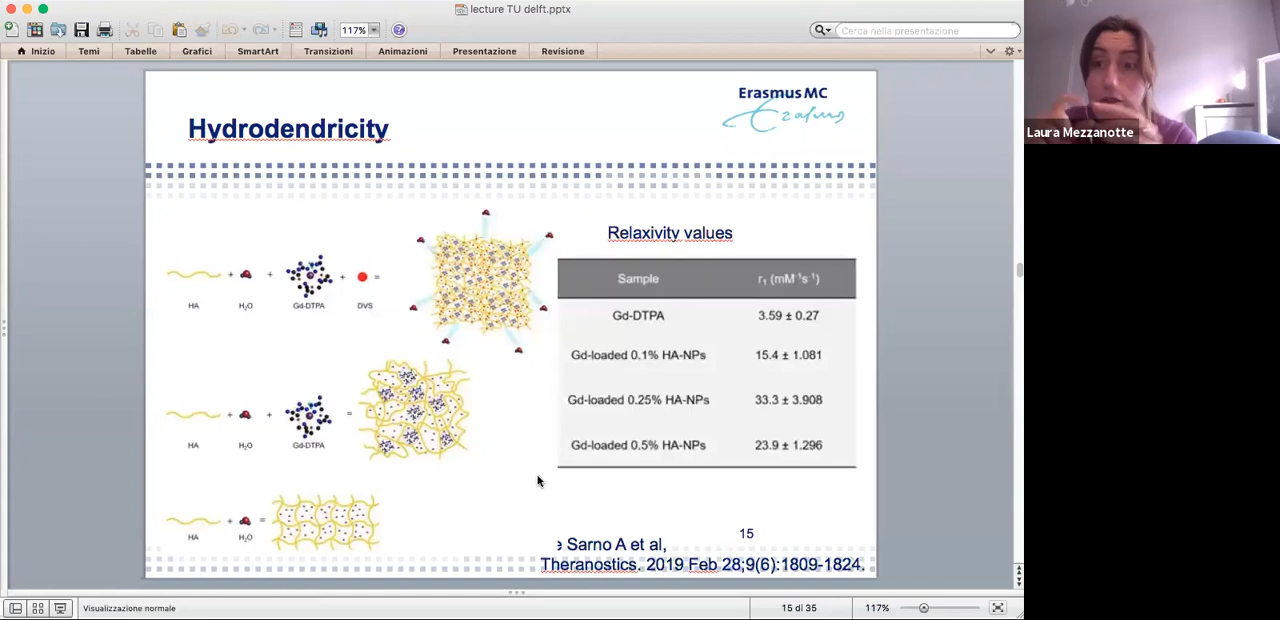 lecture TU delft.pptx
117%
Cerca nella presentazione
Inizio Temi Tabelle Grafici SmartArt Transizioni Animazioni Presentazione Revisione
Laura Mezzanotte
Erasmus MC
Erasmus
Hydrodendricity
Relaxivity values
Sample r₁ (mM⁻¹s⁻¹)
Gd-DTPA 3.59 ± 0.27
Gd-loaded 0.1% HA-NPs 15.4 ± 1.081
Gd-loaded 0.25% HA-NPs 33.3 ± 3.908
Gd-loaded 0.5% HA-NPs 23.9 ± 1.296
+ + + =
HA H₂O Gd-DTPA DVS
+ + =
HA H₂O Gd-DTPA
+ =
HA H₂O
15
e Sarno A et al,
Theranostics. 2019 Feb 28;9(6):1809-1824.
Visualizzazione normale
15 di 35
117%